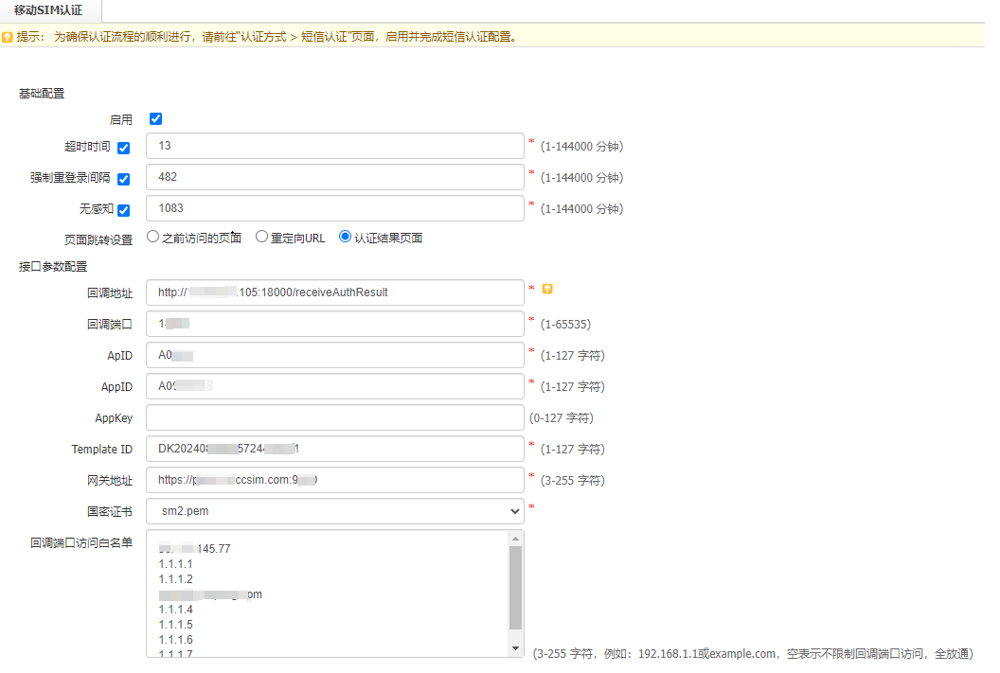 移动SIM认证
提示： 为确保认证流程的顺利进行，请前往“认证方式 > 短信认证”页面，启用并完成短信认证配置。
基础配置
启用
超时时间 13 * (1-144000 分钟)
强制重登录间隔 482 * (1-144000 分钟)
无感知 1083 * (1-144000 分钟)
页面跳转设置 之前访问的页面 重定向URL 认证结果页面
接口参数配置
回调地址 http:// .105:18000/receiveAuthResult *
回调端口 1 * (1-65535)
ApID A0 * (1-127 字符)
AppID A0 * (1-127 字符)
AppKey (0-127 字符)
Template ID DK20240 5724 1 * (1-127 字符)
网关地址 https://p ccsim.com:9 0 * (3-255 字符)
国密证书 sm2.pem *
回调端口访问白名单 145.77
1.1.1.1
1.1.1.2
om
1.1.1.4
1.1.1.5
1.1.1.6
1.1.1.7
(3-255 字符，例如：192.168.1.1或example.com，空表示不限制回调端口访问，全放通)